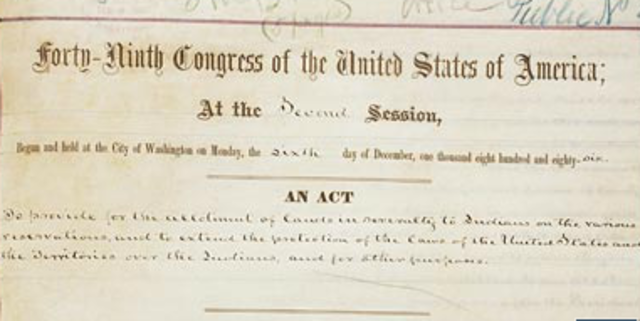 Public No
Forty-Ninth Congress of the United States of America;
At the Second Session,
Begun and held at the City of Washington on Monday, the sixth day of December, one thousand eight hundred and eighty-six.
AN ACT
To provide for the allotment of lands in severalty to Indians on the various
reservations, and to extend the protection of the laws of the United States and
the Territories over the Indians, and for other purposes.